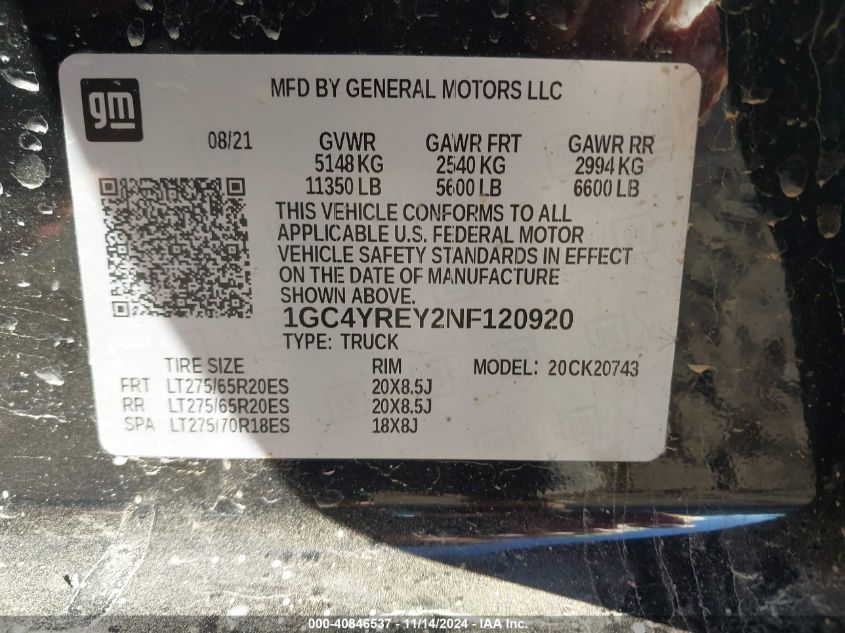 gm
MFD BY GENERAL MOTORS LLC
08/21 GVWR GAWR FRT GAWR RR
5148 KG 2540 KG 2994 KG
11350 LB 5600 LB 6600 LB
THIS VEHICLE CONFORMS TO ALL
APPLICABLE U.S. FEDERAL MOTOR
VEHICLE SAFETY STANDARDS IN EFFECT
ON THE DATE OF MANUFACTURE
SHOWN ABOVE.
1GC4YREY2NF120920
TYPE: TRUCK
TIRE SIZE RIM MODEL: 20CK20743
FRT LT275/65R20ES 20X8.5J
RR LT275/65R20ES 20X8.5J
SPA LT275/70R18ES 18X8J
000-40846537 - 11/14/2024 - IAA Inc.